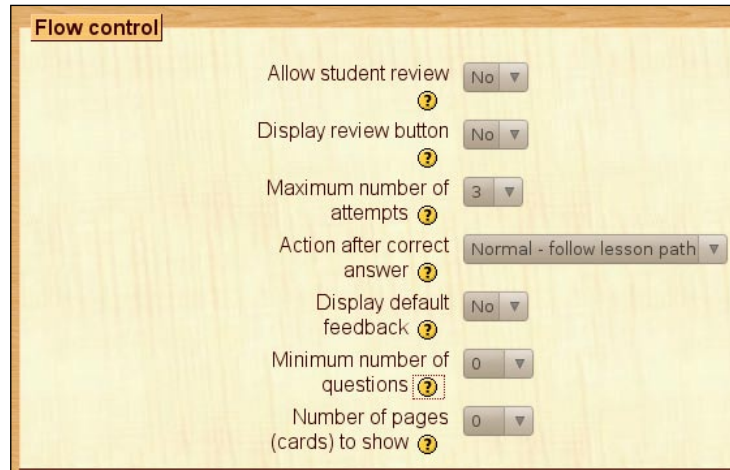 Flow control
Allow student review No
Display review button No
Maximum number of 3
attempts
Action after correct Normal - follow lesson path
answer
Display default No
feedback
Minimum number of 0
questions
Number of pages 0
(cards) to show